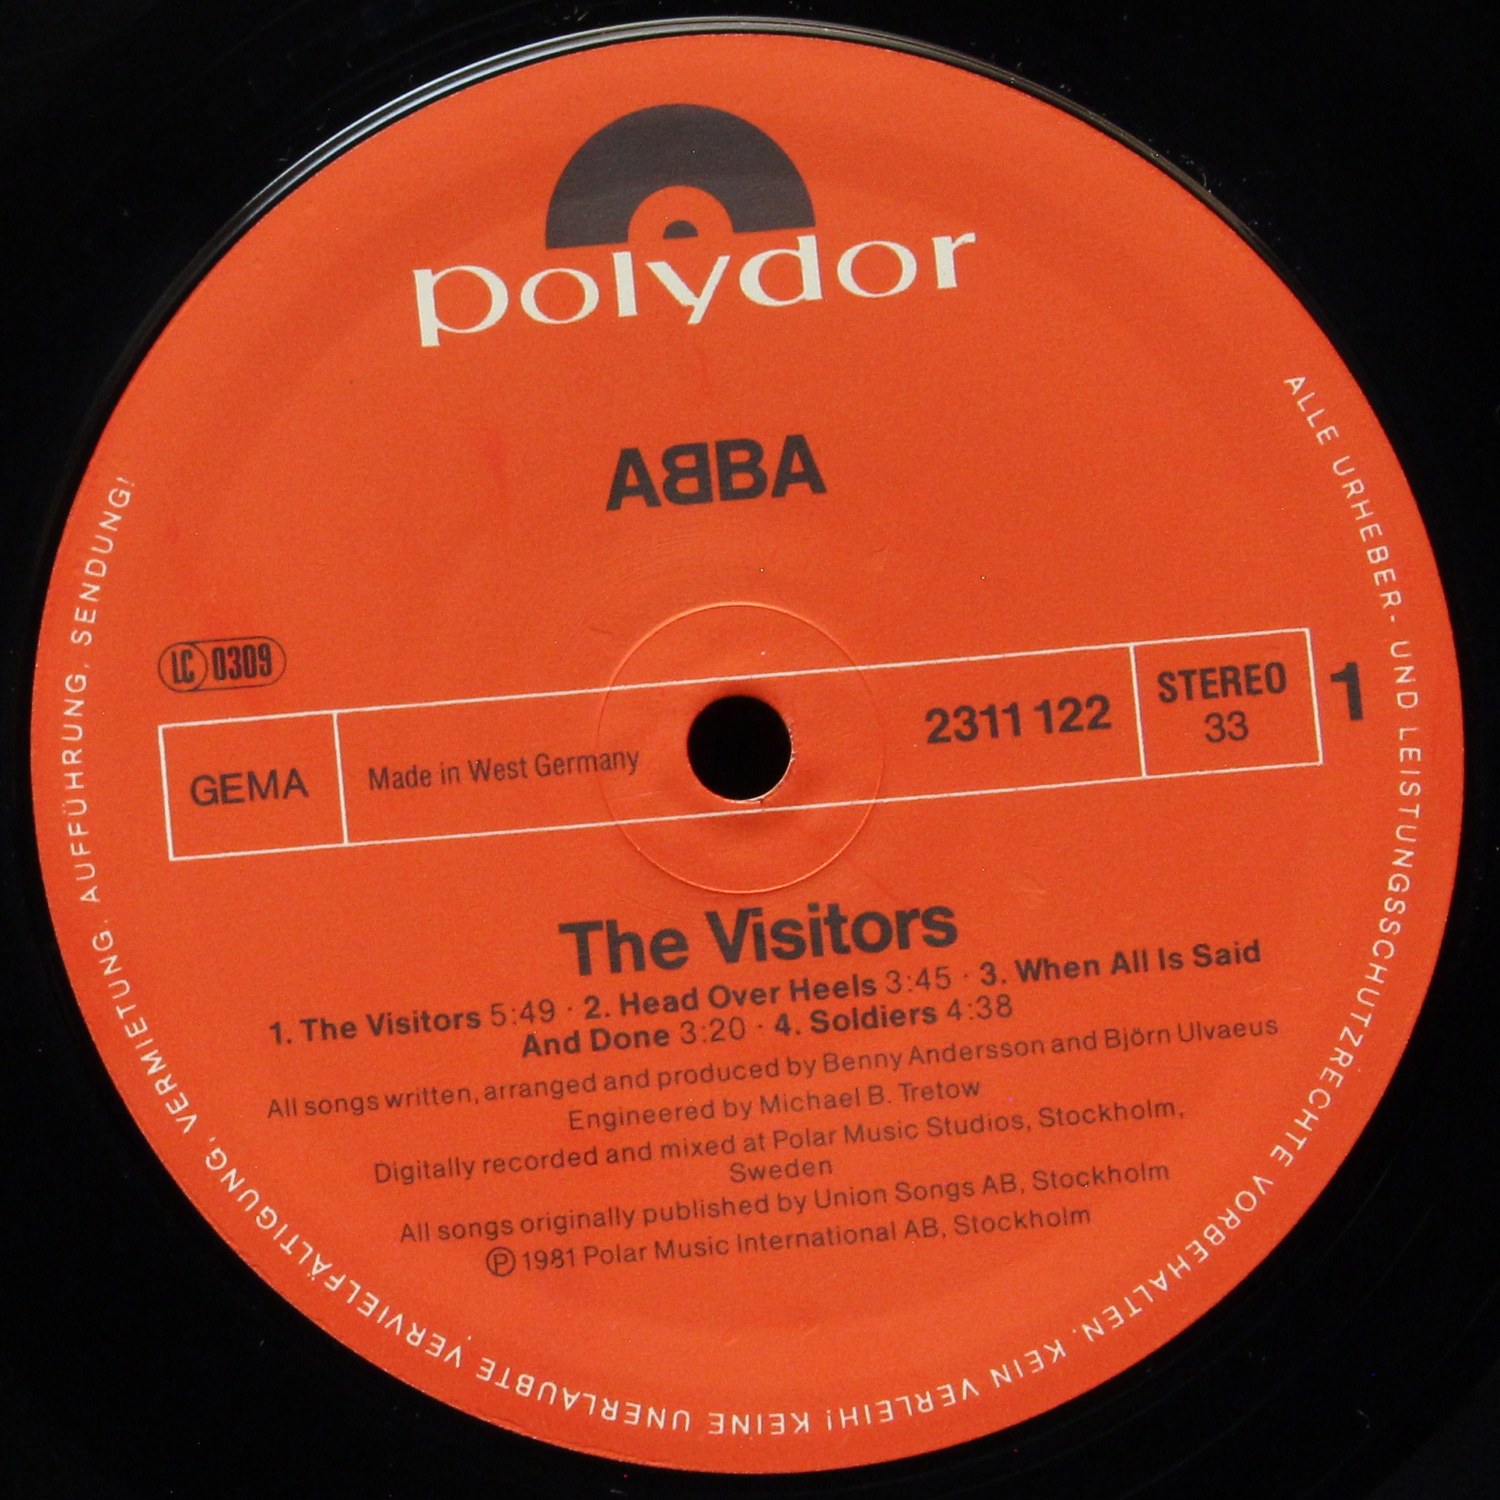 polydor
ABBA
LC 0309
GEMA
Made in West Germany
2311 122
STEREO
33
1
The Visitors
1. The Visitors 5:49 · 2. Head Over Heels 3:45 · 3. When All Is Said
And Done 3:20 · 4. Soldiers 4:38
All songs written, arranged and produced by Benny Andersson and Björn Ulvaeus
Engineered by Michael B. Tretow
Digitally recorded and mixed at Polar Music Studios, Stockholm,
Sweden
All songs originally published by Union Songs AB, Stockholm
Ⓟ 1981 Polar Music International AB, Stockholm
ALLE URHEBER- UND LEISTUNGSSCHUTZRECHTE VORBEHALTEN. KEIN VERLEIH! KEINE UNERLAUBTE VERVIELFÄLTIGUNG, VERMIETUNG, AUFFÜHRUNG, SENDUNG!